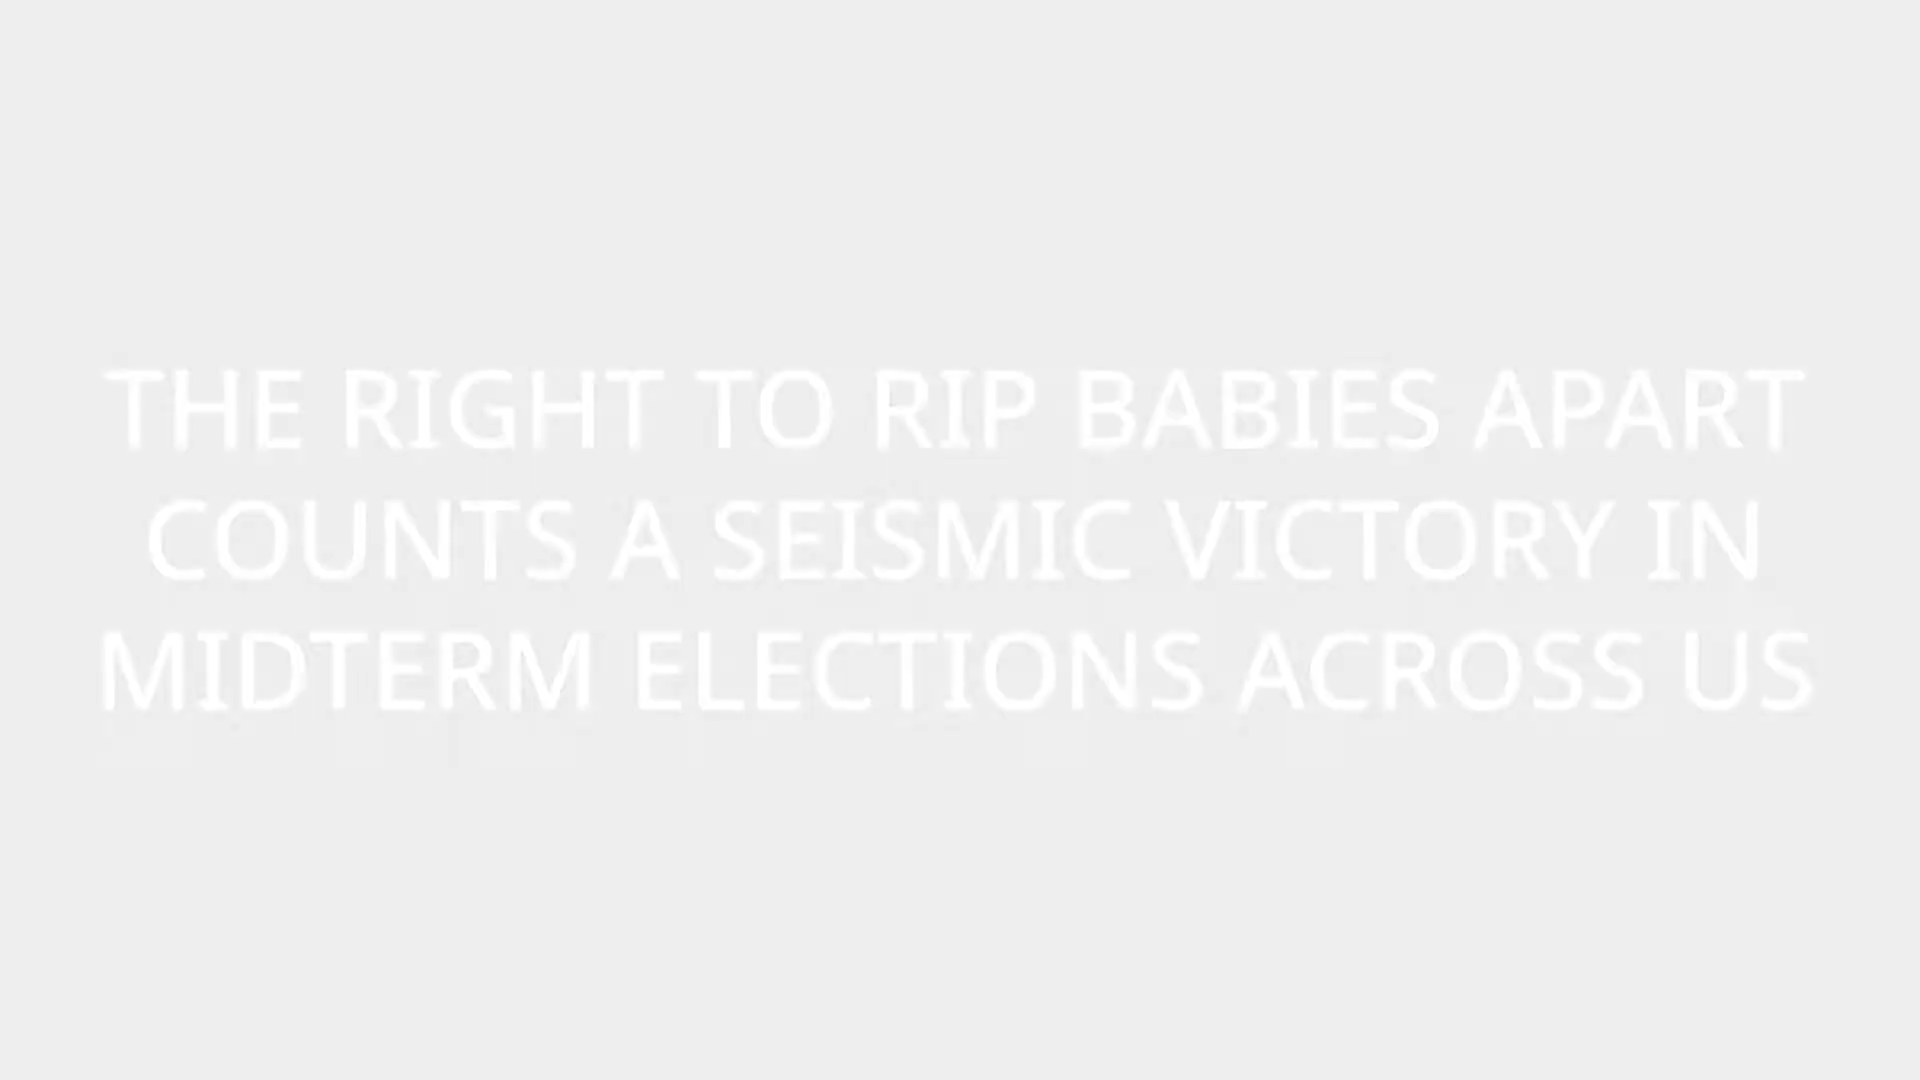 THE RIGHT TO RIP BABIES APART
COUNTS A SEISMIC VICTORY IN
MIDTERM ELECTIONS ACROSS US